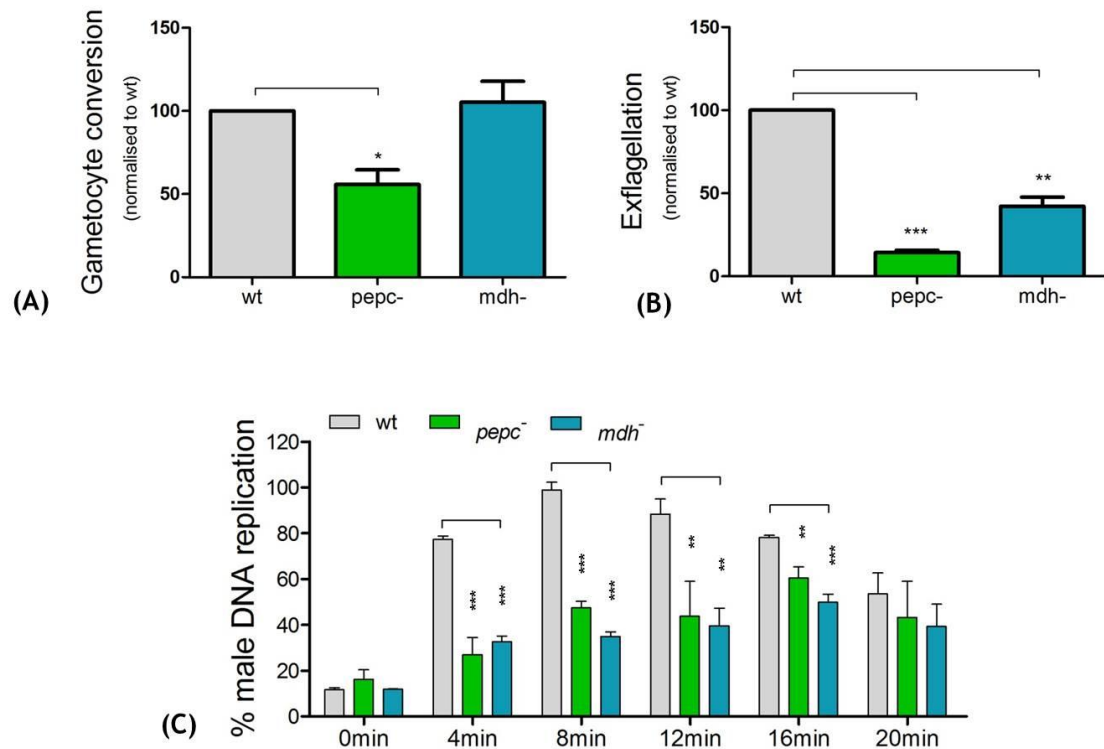 Gametocyte conversion
(normalised to wt)
150
100
50
0
*
wt
pepc-
mdh-
(A)
Exflagellation
(normalised to wt)
150
100
50
0
***
**
wt
pepc-
mdh-
(B)
wt
pepc-
mdh-
% male DNA replication
120
100
80
60
40
20
0
***
***
***
***
**
**
**
***
0min
4min
8min
12min
16min
20min
(C)